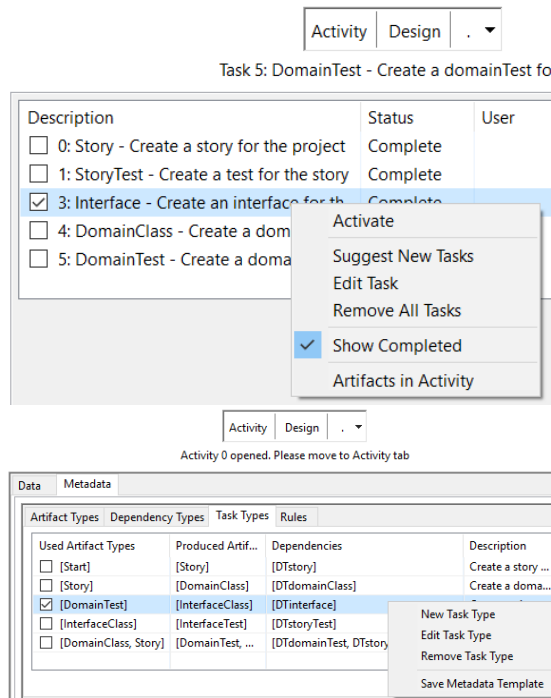 Activity Design .
Task 5: DomainTest - Create a domainTest fo
Description Status User
0: Story - Create a story for the project Complete
1: StoryTest - Create a test for the story Complete
3: Interface - Create an interface for th Complete
Activate
4: DomainClass - Create a dom
Suggest New Tasks
5: DomainTest - Create a doma
Edit Task
Remove All Tasks
Show Completed
Artifacts in Activity
Activity Design .
Activity 0 opened. Please move to Activity tab
Data Metadata
Artifact Types Dependency Types Task Types Rules
Used Artifact Types Produced Artif... Dependencies Description
[Start] [Story] [DTstory] Create a story ...
[Story] [DomainClass] [DTdomainClass] Create a doma...
[DomainTest] [InterfaceClass] [DTinterface]
New Task Type
[InterfaceClass] [InterfaceTest] [DTstoryTest]
Edit Task Type
[DomainClass, Story] [DomainTest, ... [DTdomainTest, DTstory
Remove Task Type
Save Metadata Template